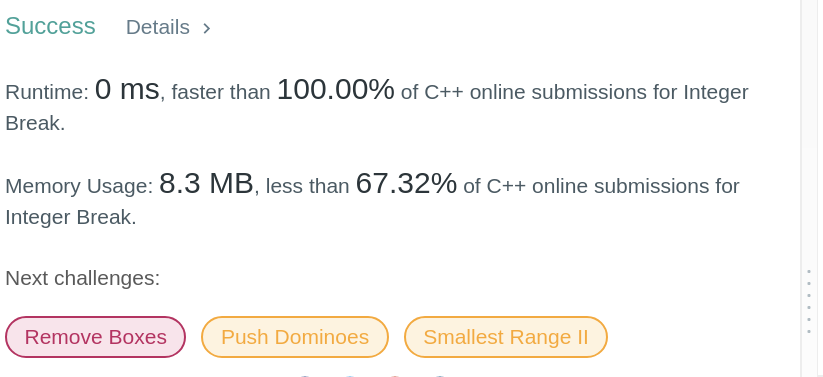 Success Details >
Runtime: 0 ms, faster than 100.00% of C++ online submissions for Integer
Break.
Memory Usage: 8.3 MB, less than 67.32% of C++ online submissions for
Integer Break.
Next challenges:
Remove Boxes Push Dominoes Smallest Range II